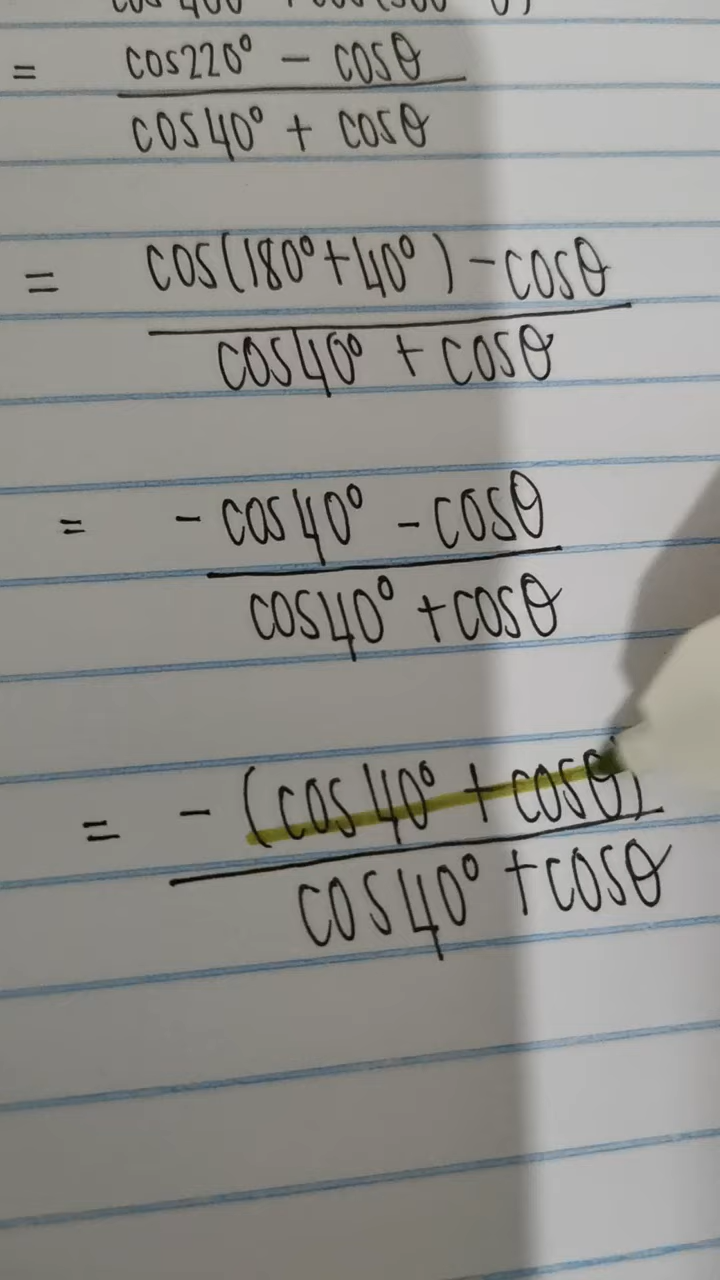 = cos220° - cosθ
cos40° + cosθ
= cos(180°+40°) - cosθ
cos40° + cosθ
= - cos40° - cosθ
cos40° + cosθ
= - (cos40° + cosθ)
cos40° + cosθ